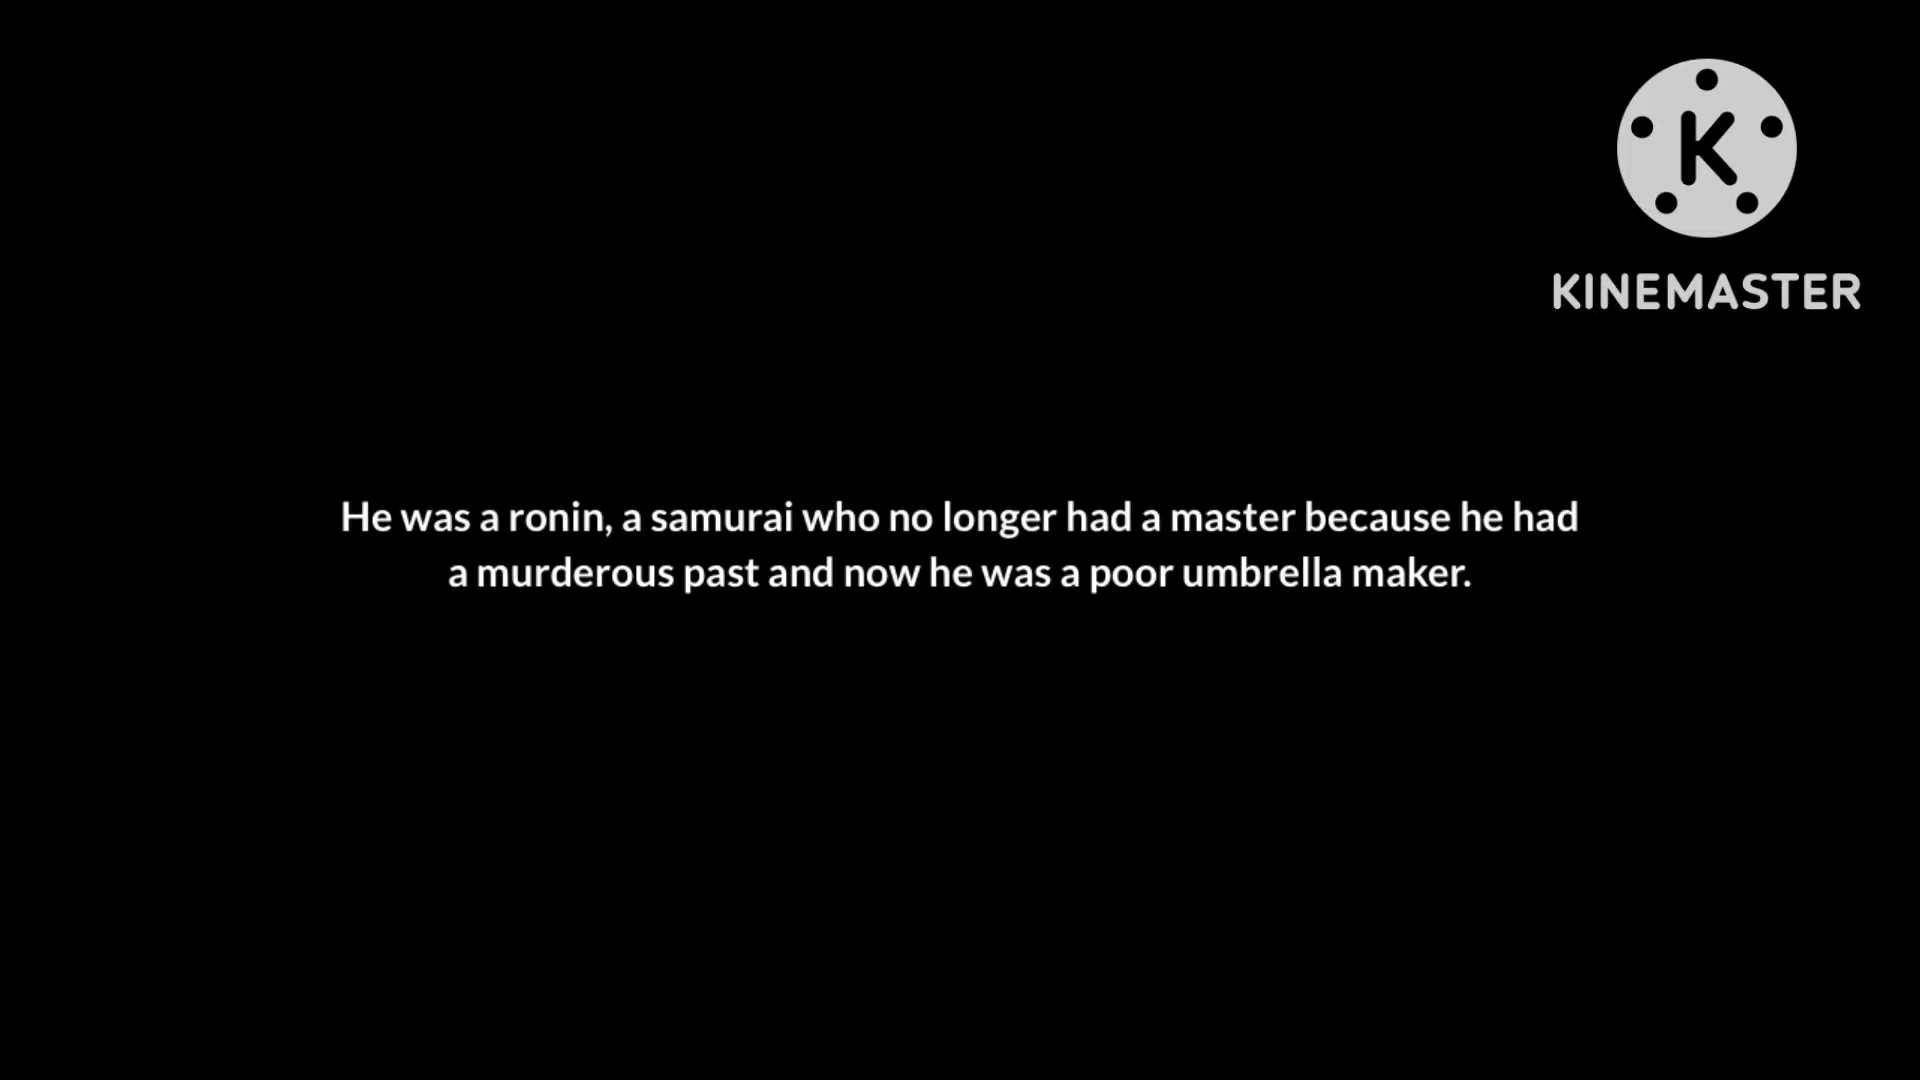 K
KINEMASTER
He was a ronin, a samurai who no longer had a master because he had
a murderous past and now he was a poor umbrella maker.